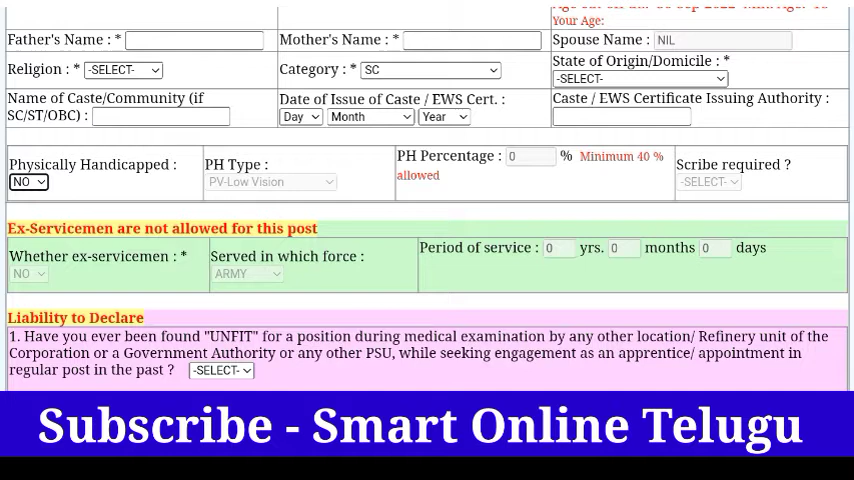 Your Age:
Father's Name : * Mother's Name : * Spouse Name : NIL
Religion : * -SELECT- Category : * SC State of Origin/Domicile : *
-SELECT-
Name of Caste/Community (if SC/ST/OBC) : Date of Issue of Caste / EWS Cert. : Caste / EWS Certificate Issuing Authority :
Day Month Year
Physically Handicapped : PH Type : PH Percentage : 0 % Minimum 40 % allowed Scribe required ?
NO PV-Low Vision -SELECT-
Ex-Servicemen are not allowed for this post
Whether ex-servicemen : * Served in which force : Period of service : 0 yrs. 0 months 0 days
NO ARMY
Liability to Declare
1. Have you ever been found "UNFIT" for a position during medical examination by any other location/ Refinery unit of the
Corporation or a Government Authority or any other PSU, while seeking engagement as an apprentice/ appointment in
regular post in the past ? -SELECT-
Subscribe - Smart Online Telugu